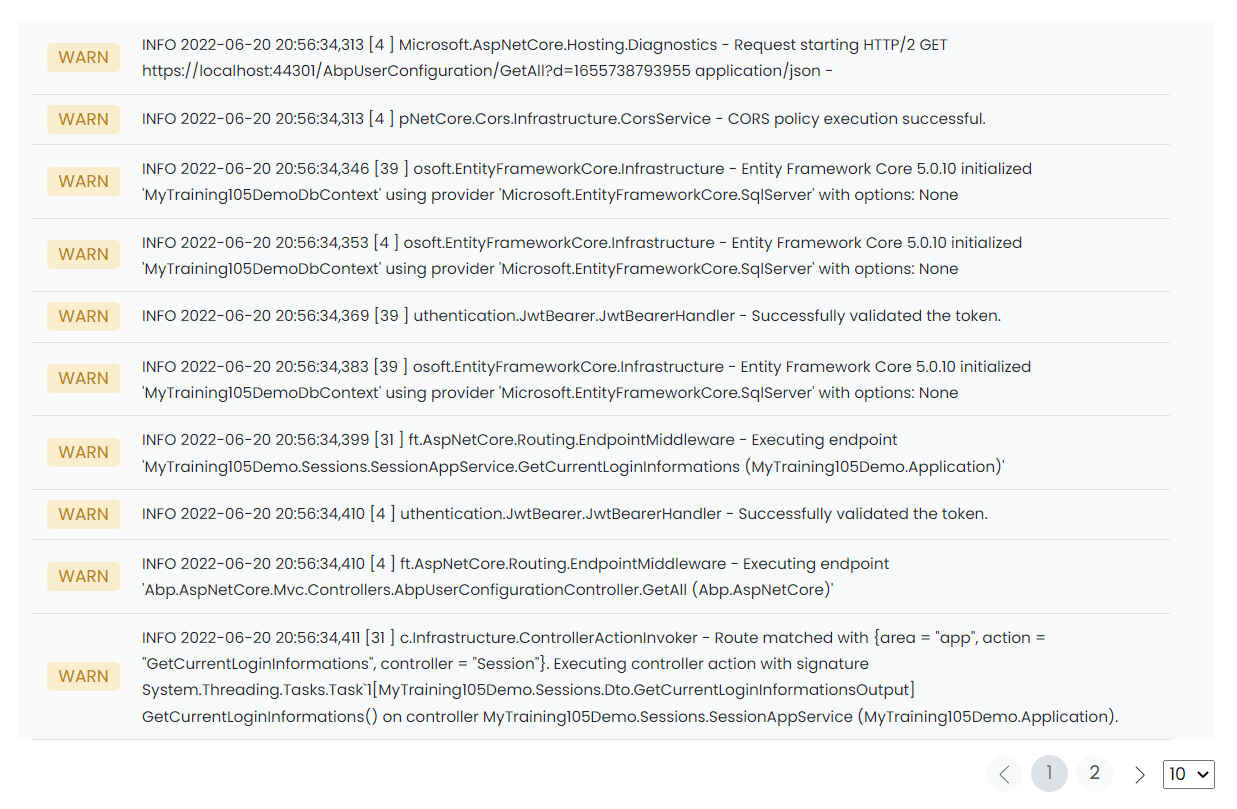 WARN
INFO 2022-06-20 20:56:34,313 [4 ] Microsoft.AspNetCore.Hosting.Diagnostics - Request starting HTTP/2 GET
https://localhost:44301/AbpUserConfiguration/GetAll?d=1655738793955 application/json -
WARN
INFO 2022-06-20 20:56:34,313 [4 ] pNetCore.Cors.Infrastructure.CorsService - CORS policy execution successful.
WARN
INFO 2022-06-20 20:56:34,346 [39 ] osoft.EntityFrameworkCore.Infrastructure - Entity Framework Core 5.0.10 initialized
'MyTraining105DemoDbContext' using provider 'Microsoft.EntityFrameworkCore.SqlServer' with options: None
WARN
INFO 2022-06-20 20:56:34,353 [4 ] osoft.EntityFrameworkCore.Infrastructure - Entity Framework Core 5.0.10 initialized
'MyTraining105DemoDbContext' using provider 'Microsoft.EntityFrameworkCore.SqlServer' with options: None
WARN
INFO 2022-06-20 20:56:34,369 [39 ] uthentication.JwtBearer.JwtBearerHandler - Successfully validated the token.
WARN
INFO 2022-06-20 20:56:34,383 [39 ] osoft.EntityFrameworkCore.Infrastructure - Entity Framework Core 5.0.10 initialized
'MyTraining105DemoDbContext' using provider 'Microsoft.EntityFrameworkCore.SqlServer' with options: None
WARN
INFO 2022-06-20 20:56:34,399 [31 ] ft.AspNetCore.Routing.EndpointMiddleware - Executing endpoint
'MyTraining105Demo.Sessions.SessionAppService.GetCurrentLoginInformations (MyTraining105Demo.Application)'
WARN
INFO 2022-06-20 20:56:34,410 [4 ] uthentication.JwtBearer.JwtBearerHandler - Successfully validated the token.
WARN
INFO 2022-06-20 20:56:34,410 [4 ] ft.AspNetCore.Routing.EndpointMiddleware - Executing endpoint
'Abp.AspNetCore.Mvc.Controllers.AbpUserConfigurationController.GetAll (Abp.AspNetCore)'
WARN
INFO 2022-06-20 20:56:34,411 [31 ] c.Infrastructure.ControllerActionInvoker - Route matched with {area = "app", action =
"GetCurrentLoginInformations", controller = "Session"}. Executing controller action with signature
System.Threading.Tasks.Task`1[MyTraining105Demo.Sessions.Dto.GetCurrentLoginInformationsOutput]
GetCurrentLoginInformations() on controller MyTraining105Demo.Sessions.SessionAppService (MyTraining105Demo.Application).
1 2 10